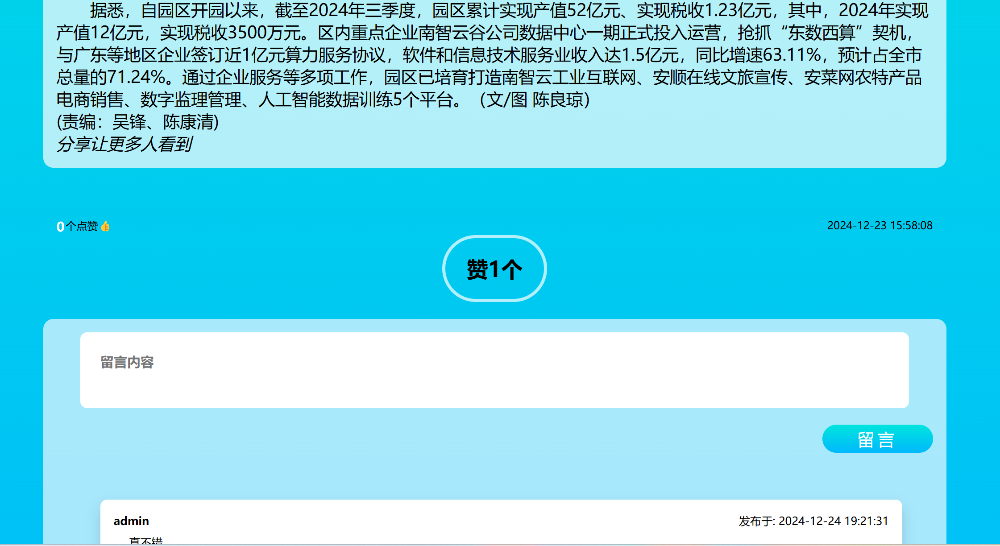 据悉，自园区开园以来，截至2024年三季度，园区累计实现产值52亿元、实现税收1.23亿元，其中，2024年实现
产值12亿元，实现税收3500万元。区内重点企业南智云谷公司数据中心一期正式投入运营，抢抓“东数西算”契机，
与广东等地区企业签订近1亿元算力服务协议，软件和信息技术服务业收入达1.5亿元，同比增速63.11%，预计占全市
总量的71.24%。通过企业服务等多项工作，园区已培育打造南智云工业互联网、安顺在线文旅宣传、安菜网农特产品
电商销售、数字监理管理、人工智能数据训练5个平台。（文/图 陈良琼）
(责编：吴锋、陈康清)
分享让更多人看到
0个点赞👍 2024-12-23 15:58:08
赞1个
留言内容
留言
admin 发布于: 2024-12-24 19:21:31
真不错